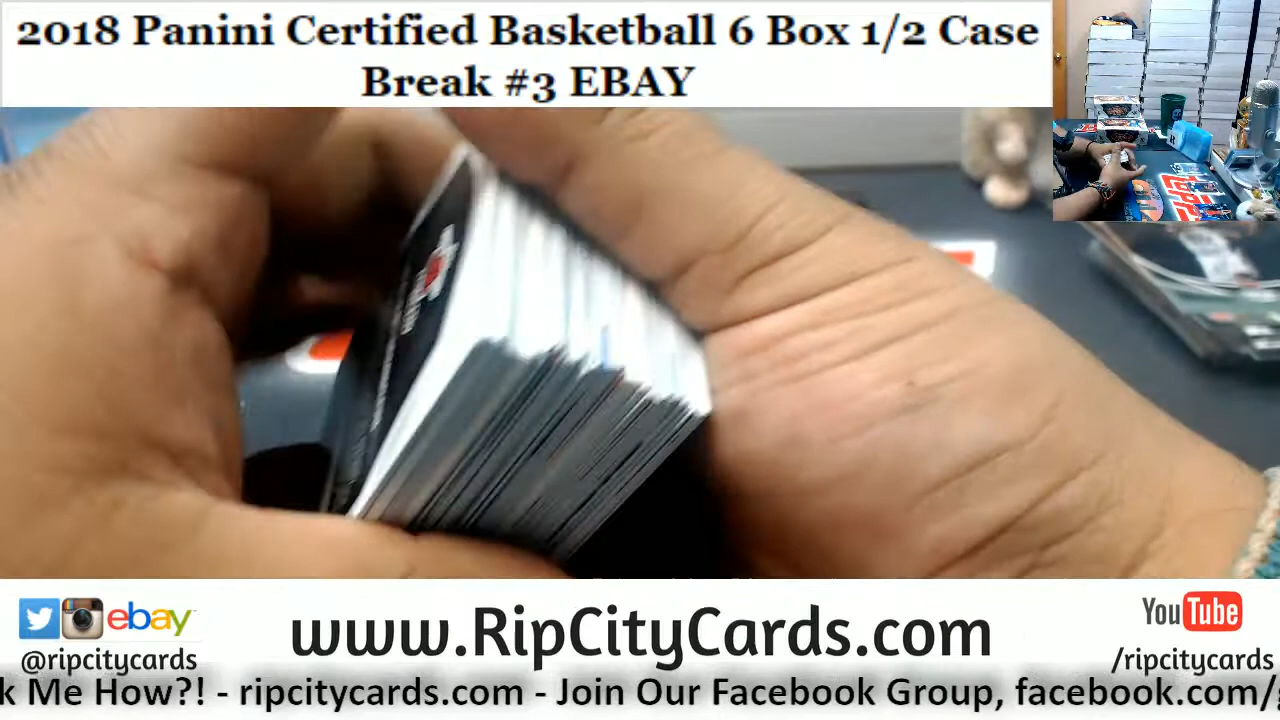 2018 Panini Certified Basketball 6 Box 1/2 Case
Break #3 EBAY
ebay
@ripcitycards
www.RipCityCards.com
YouTube
/ripcitycards
k Me How?! - ripcitycards.com - Join Our Facebook Group, facebook.com/g